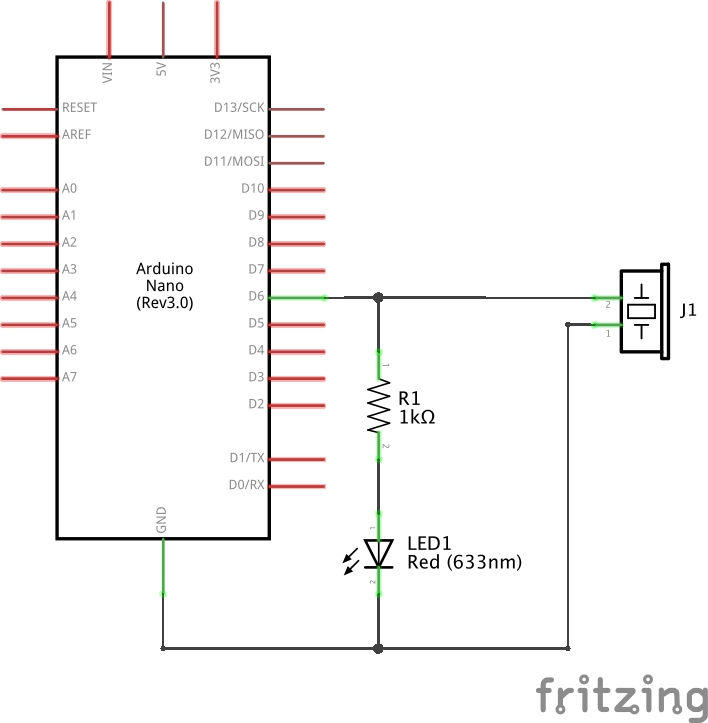 VIN
5V
3V3
RESET
AREF
A0
A1
A2
A3
A4
A5
A6
A7
Arduino
Nano
(Rev3.0)
D13/SCK
D12/MISO
D11/MOSI
D10
D9
D8
D7
D6
D5
D4
D3
D2
D1/TX
D0/RX
GND
1
R1
1kΩ
2
1
LED1
Red (633nm)
2
2
1
J1
fritzing